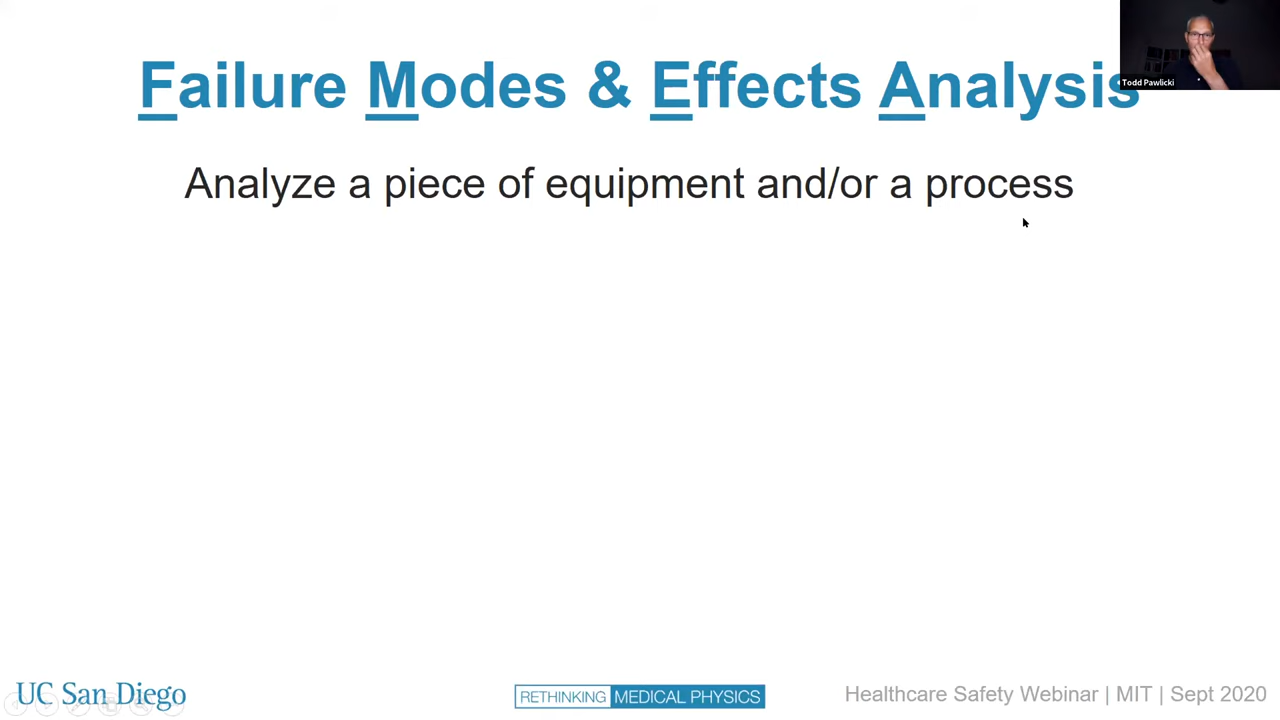 Failure Modes & Effects Analysis
Todd Pawlicki
Analyze a piece of equipment and/or a process
UC San Diego
RETHINKING MEDICAL PHYSICS
Healthcare Safety Webinar | MIT | Sept 2020